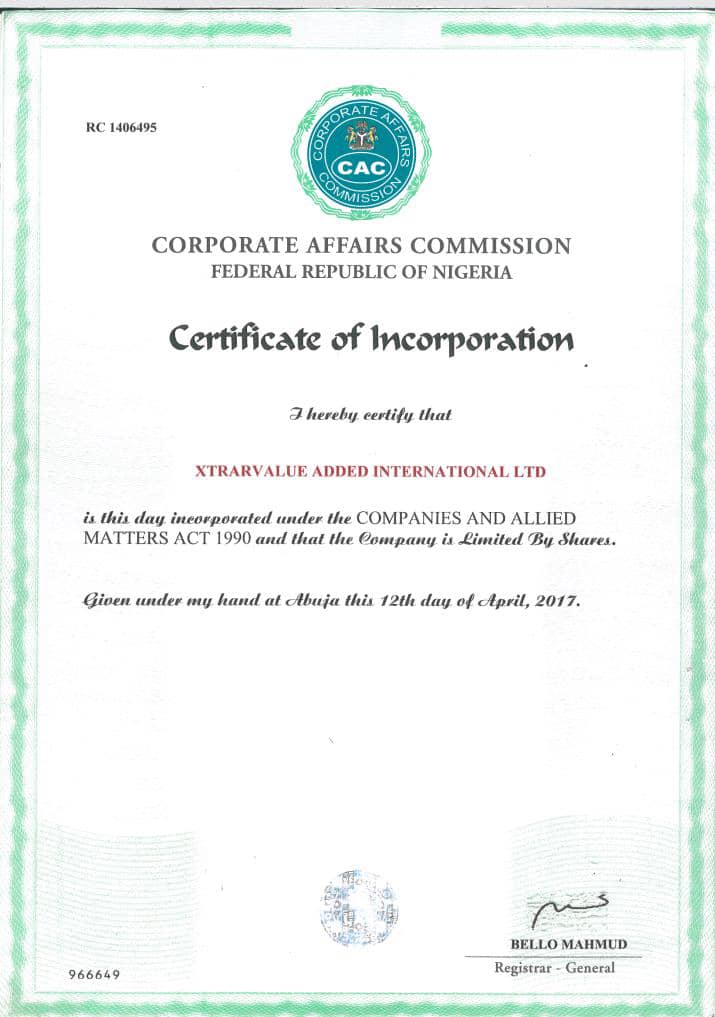 RC 1406495
CORPORATE AFFAIRS COMMISSION
CAC
CORPORATE AFFAIRS COMMISSION
FEDERAL REPUBLIC OF NIGERIA
Certificate of Incorporation
I hereby certify that
XTRARVALUE ADDED INTERNATIONAL LTD
is this day incorporated under the COMPANIES AND ALLIED
MATTERS ACT 1990 and that the Company is Limited By Shares.
Given under my hand at Abuja this 12th day of April, 2017.
BELLO MAHMUD
Registrar - General
966649